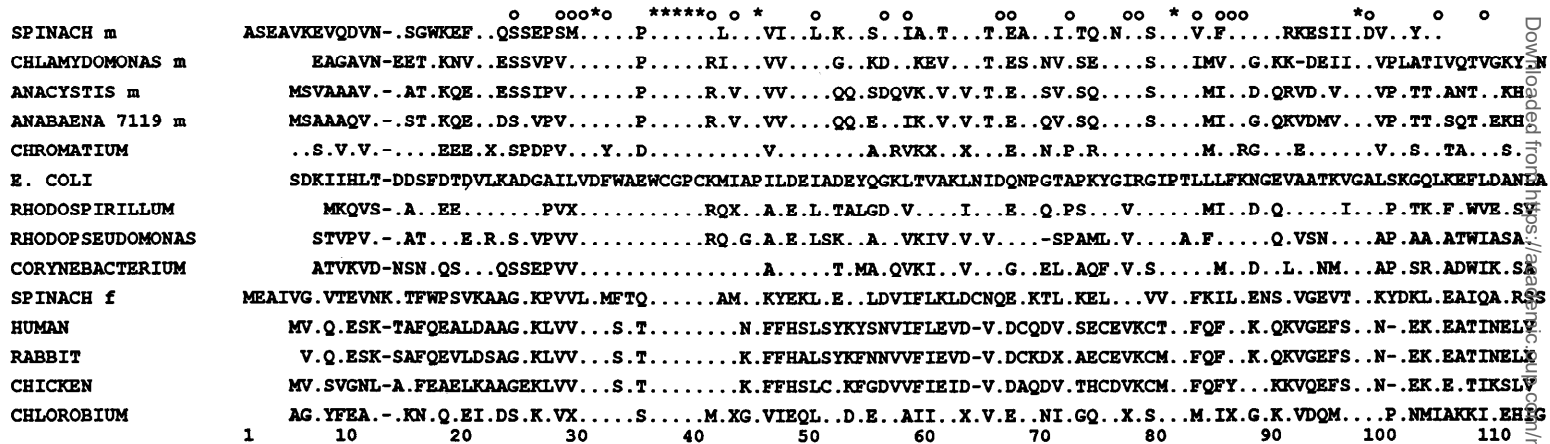 o ooo*o *****o o * o o o oo o oo * o ooo *o o o
SPINACH m ASEAVKEVQDVN-.SGWKEF..QSSEPSM.....P......L...VI..L.K..S..IA.T...T.EA..I.TQ.N..S...V.F.....RKESII.DV..Y..
CHLAMYDOMONAS m EAGAVN-EET.KNV..ESSVPV......P.....RI...VV....G..KD..KEV...T.ES.NV.SE....S...IMV..G.KK-DEII..VPLATIVQTVGKY.N
ANACYSTIS m MSVAAAV.-.AT.KQE..ESSIPV......P.....R.V..VV....QQ.SDQVK.V.V.T.E..SV.SQ....S....MI..D.QRVD.V...VP.TT.ANT..KH
ANABAENA 7119 m MSAAAQV.-.ST.KQE..DS.VPV......P.....R.V..VV....QQ.E..IK.V.V.T.E..QV.SQ....S....MI..G.QKVDMV...VP.TT.SQT.EKH
CHROMATIUM ..S.V.V.-....EEE.X.SPDPV...Y..D..........V........A.RVKX..X...E..N.P.R.........M..RG...E......V..S..TA...S.
E. COLI SDKIIHLT-DDSFDTDVLKADGAILVDFWAEWCGPCKMIAPILDEIADEYQGKLTVAKLNIDQNPGTAPKYGIRGIPTLLLFKNGEVAATKVGALSKGQLKEFLDANLA
RHODOSPIRILLUM MKQVS-.A..EE.......PVX...........RQX..A.E.L.TALGD.V....I...E..Q.PS...V......MI..D.Q.....I...P.TK.F.WVE.SV
RHODOPSEUDOMONAS STVPV.-.AT...E.R.S.VPVV...........RQ.G.A.E.LSK..A..VKIV.V.V....-SPAML.V....A.F.....Q.VSN....AP.AA.ATWIASA.
CORYNEBACTERIUM ATVKVD-NSN.QS...QSSEPVV................A.....T.MA.QVKI..V...G..EL.AQF.V.S.....M..D..L..NM...AP.SR.ADWIK.SA
SPINACH f MEAIVG.VTEVNK.TFWPSVKAAG.KPVVL.MFTQ......AM..KYEKL.E..LDVIFLKLDCNQE.KTL.KEL...VV..FKIL.ENS.VGEVT..KYDKL.EAIQA.RSS
HUMAN MV.Q.ESK-TAFQEALDAAG.KLVV...S.T........N.FFHSLSYKYSNVIFLEVD-V.DCQDV.SECEVKCT..FQF..K.QKVGEFS..N-.EK.EATINELV
RABBIT V.Q.ESK-SAFQEVLDSAG.KLVV...S.T........K.FFHALSYKFNNVVFIEVD-V.DCKDX.AECEVKCM..FQF..K.QKVGEFS..N-.EK.EATINELX
CHICKEN MV.SVGNL-A.FEAELKAAGEKLVV...S.T........K.FFHSLC.KFGDVVFIEID-V.DAQDV.THCDVKCM..FQFY...KKVQEFS..N-.EK.E.TIKSLV
CHLOROBIUM AG.YFEA.-.KN.Q.EI.DS.K.VX......S.....M.XG.VIEQL..D.E..AII..X.V.E..NI.GQ..X.S...M.IX.G.K.VDQM....P.NMIAKKI.EHIG
1 10 20 30 40 50 60 70 80 90 100 110